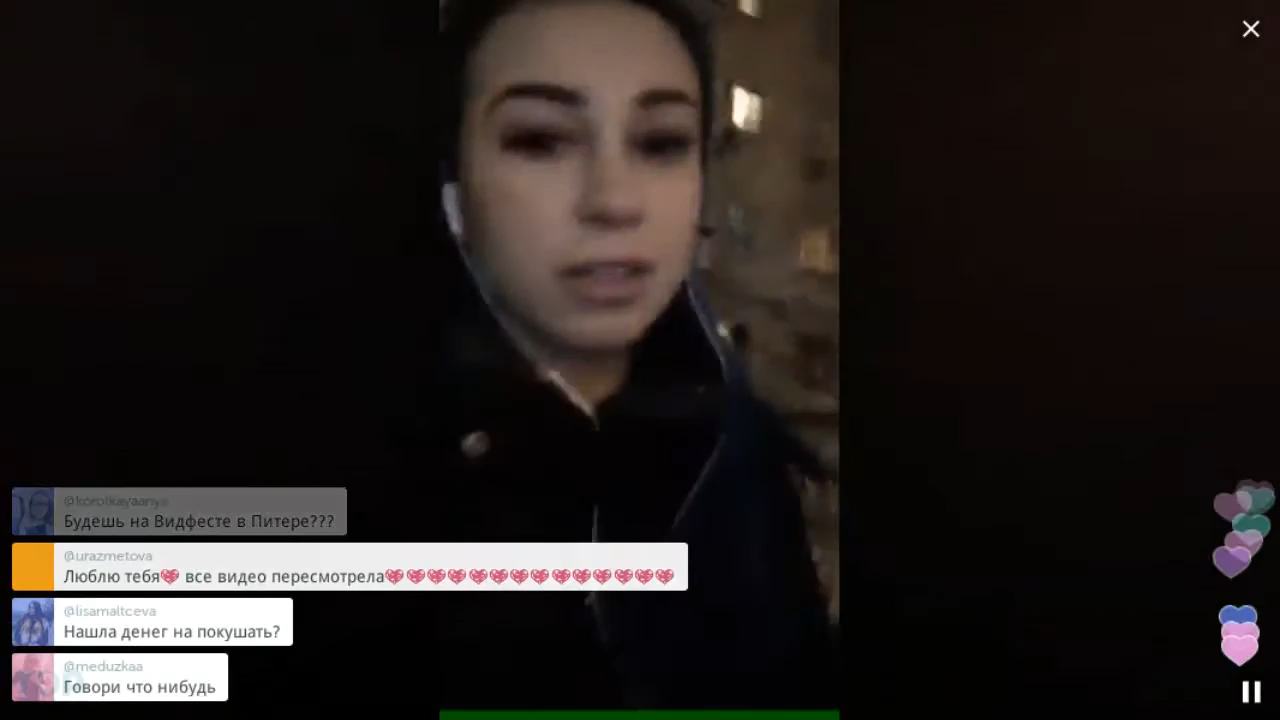 @korotkayaanya
Будешь на Видфесте в Питере???
@urazmetova
Люблю тебя💖 все видео пересмотрела💖💖💖💖💖💖💖💖💖💖💖💖💖💖
@lisamaltceva
Нашла денег на покушать?
@meduzkaa
Говори что нибудь